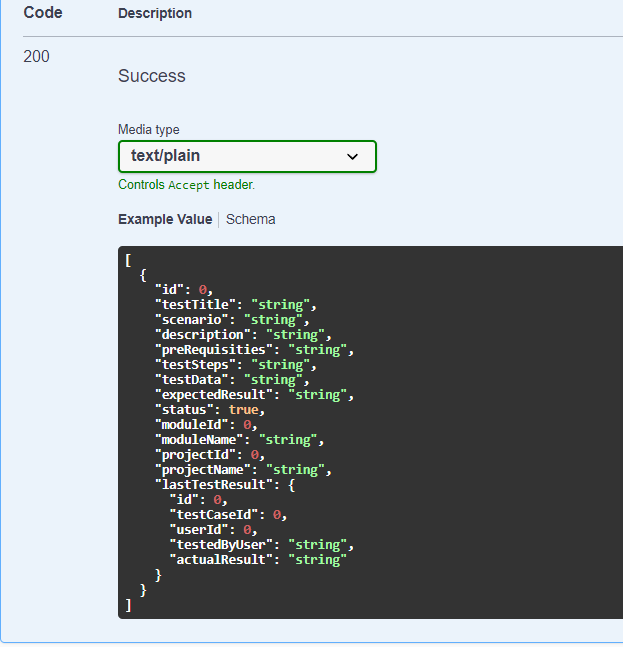 Code Description
200
Success
Media type
text/plain
Controls Accept header.
Example Value Schema
[
  {
    "id": 0,
    "testTitle": "string",
    "scenario": "string",
    "description": "string",
    "preRequisities": "string",
    "testSteps": "string",
    "testData": "string",
    "expectedResult": "string",
    "status": true,
    "moduleId": 0,
    "moduleName": "string",
    "projectId": 0,
    "projectName": "string",
    "lastTestResult": {
      "id": 0,
      "testCaseId": 0,
      "userId": 0,
      "testedByUser": "string",
      "actualResult": "string"
    }
  }
]